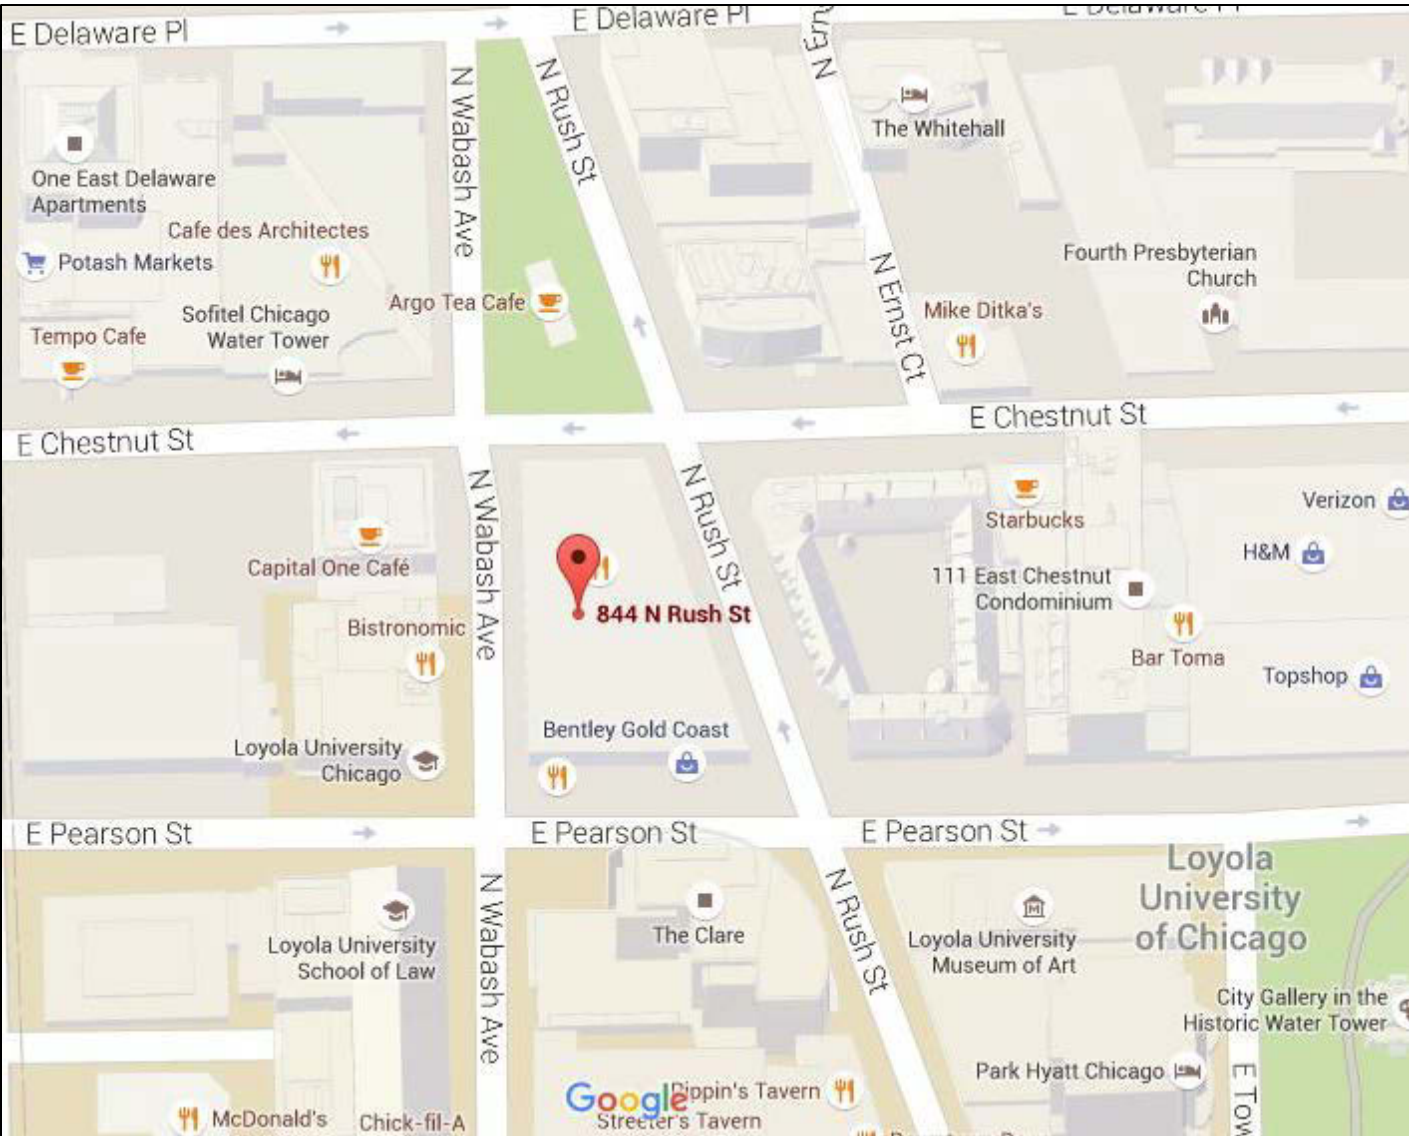 E Delaware Pl
E Delaware Pl
E Delaware Pl
N Wabash Ave
N Rush St
The Whitehall
One East Delaware
Apartments
Cafe des Architectes
Potash Markets
Fourth Presbyterian
Church
N Ernst Ct
Argo Tea Cafe
Sofitel Chicago
Water Tower
Mike Ditka's
Tempo Cafe
E Chestnut St
E Chestnut St
N Wabash Ave
N Rush St
Starbucks
Verizon
H&M
Capital One Café
111 East Chestnut
Condominium
844 N Rush St
Bistronomic
Bar Toma
Topshop
Bentley Gold Coast
Loyola University
Chicago
E Pearson St
E Pearson St
E Pearson St
Loyola
University
of Chicago
N Wabash Ave
N Rush St
The Clare
Loyola University
School of Law
Loyola University
Museum of Art
City Gallery in the
Historic Water Tower
Park Hyatt Chicago
Google
Pippin's Tavern
Streeter's Tavern
McDonald's
Chick-fil-A